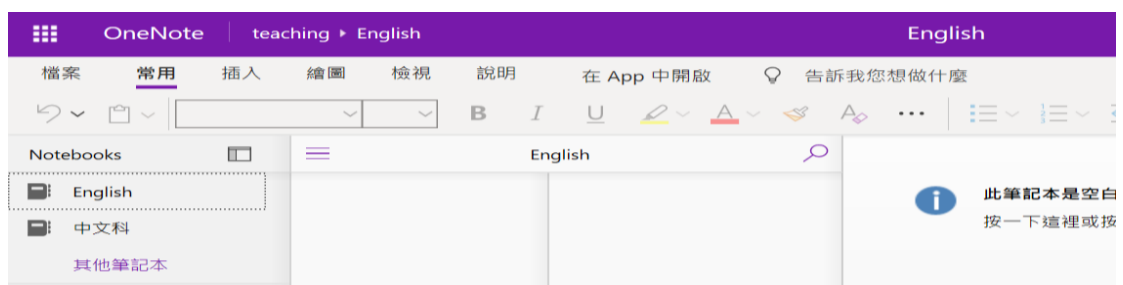 OneNote teaching ▸ English English
檔案 常用 插入 繪圖 檢視 說明 在 App 中開啟 告訴我您想做什麼
B I U A A
Notebooks English
English
中文科
其他筆記本
此筆記本是空白
按一下這裡或按